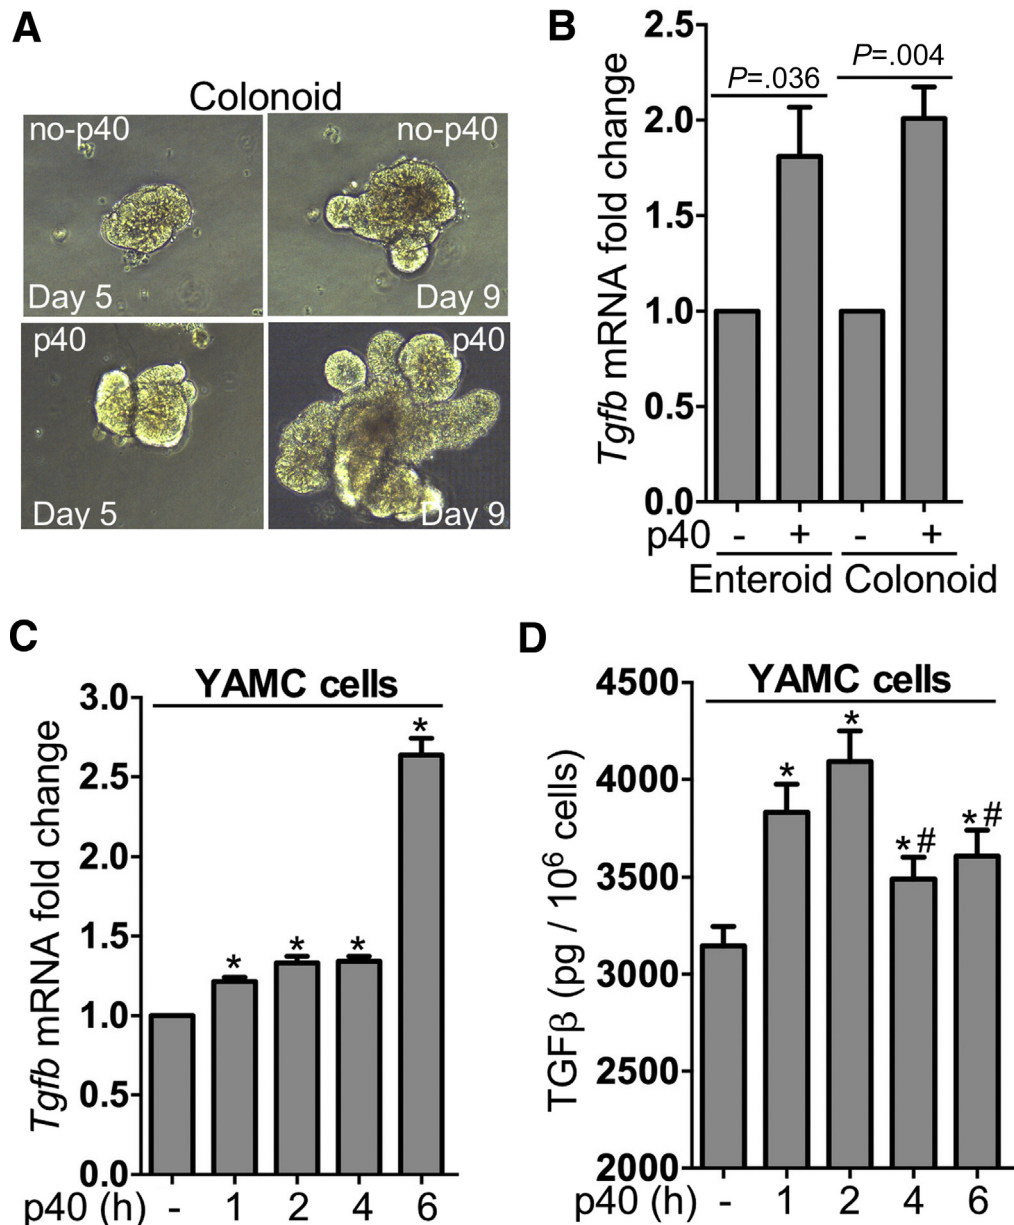 A
Colonoid
no-p40
no-p40
Day 5
Day 9
p40
p40
Day 5
Day 9
B
Tgfb mRNA fold change
2.5
2.0
1.5
1.0
0.5
0.0
P=.036
P=.004
p40 - + - +
Enteroid Colonoid
C
YAMC cells
Tgfb mRNA fold change
3.0
2.5
2.0
1.5
1.0
0.5
0.0
* * * *
p40 (h) - 1 2 4 6
D
YAMC cells
TGFβ (pg / 10⁶ cells)
4500
4000
3500
3000
2500
2000
* * *# *#
p40 (h) - 1 2 4 6